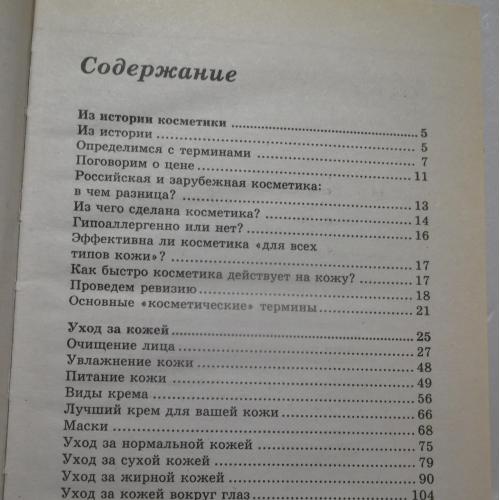 Содержание
Из истории косметики ........................ 5
Из истории ........................ 5
Определимся с терминами ........................ 7
Поговорим о цене ........................ 11
Российская и зарубежная косметика:
в чем разница? ........................ 13
Из чего сделана косметика? ........................ 14
Гипоаллергенно или нет? ........................ 16
Эффективна ли косметика «для всех
типов кожи»? ........................ 17
Как быстро косметика действует на кожу? ........ 17
Проведем ревизию ........................ 18
Основные «косметические» термины ........................ 21
Уход за кожей ........................ 25
Очищение лица ........................ 27
Увлажнение кожи ........................ 48
Питание кожи ........................ 49
Виды крема ........................ 56
Лучший крем для вашей кожи ........................ 66
Маски ........................ 68
Уход за нормальной кожей ........................ 75
Уход за сухой кожей ........................ 79
Уход за жирной кожей ........................ 90
Уход за кожей вокруг глаз ........................ 104